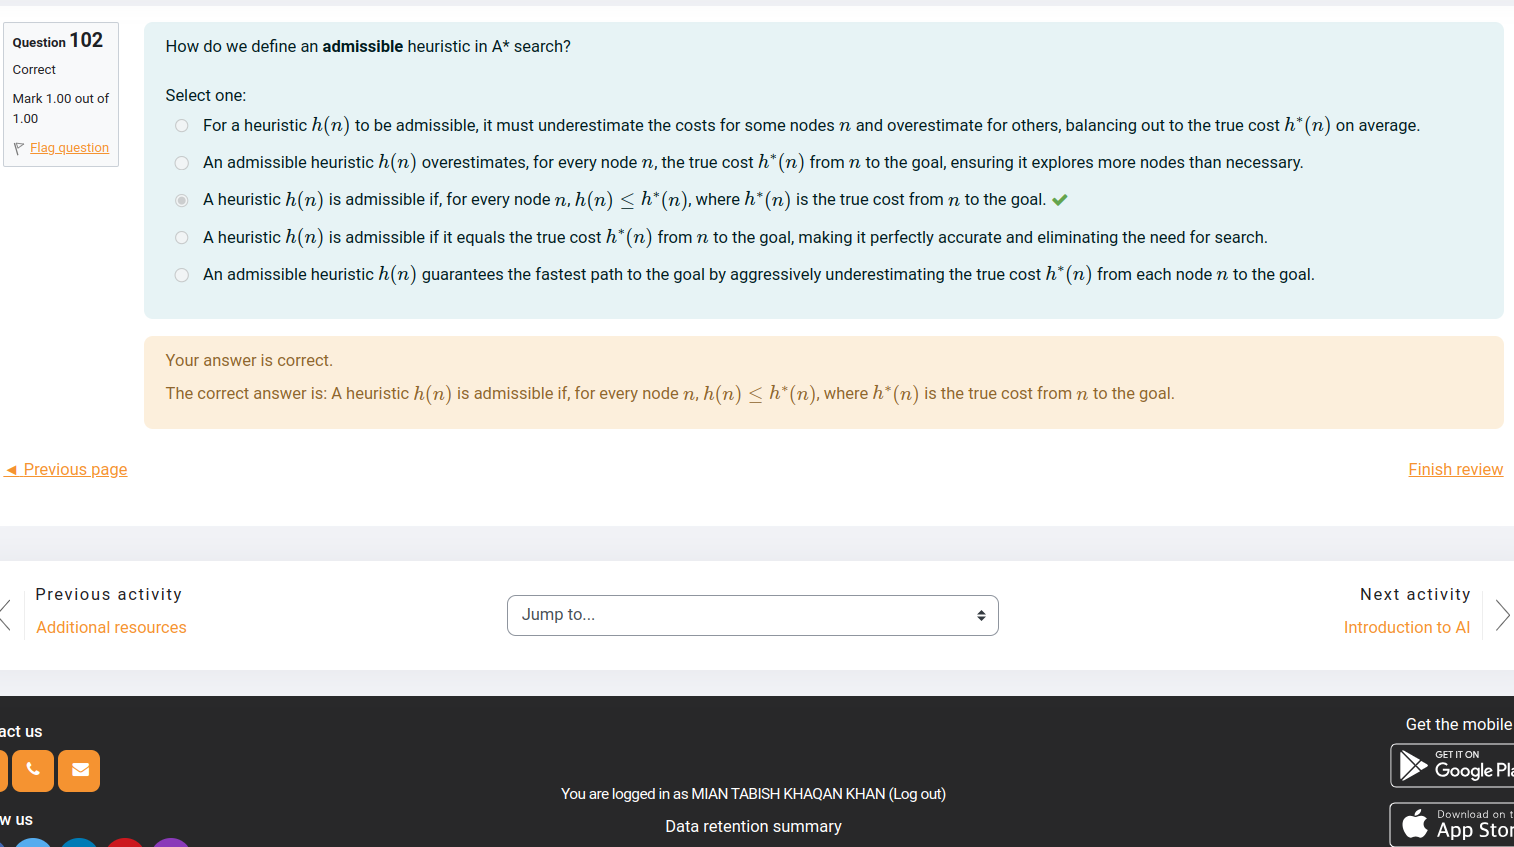 Question 102
Correct
Mark 1.00 out of
1.00
Flag question
How do we define an admissible heuristic in A* search?
Select one:
For a heuristic h(n) to be admissible, it must underestimate the costs for some nodes n and overestimate for others, balancing out to the true cost h*(n) on average.
An admissible heuristic h(n) overestimates, for every node n, the true cost h*(n) from n to the goal, ensuring it explores more nodes than necessary.
A heuristic h(n) is admissible if, for every node n, h(n) ≤ h*(n), where h*(n) is the true cost from n to the goal.
A heuristic h(n) is admissible if it equals the true cost h*(n) from n to the goal, making it perfectly accurate and eliminating the need for search.
An admissible heuristic h(n) guarantees the fastest path to the goal by aggressively underestimating the true cost h*(n) from each node n to the goal.
Your answer is correct.
The correct answer is: A heuristic h(n) is admissible if, for every node n, h(n) ≤ h*(n), where h*(n) is the true cost from n to the goal.
◄ Previous page
Finish review
Previous activity
Additional resources
Jump to...
Next activity
Introduction to AI
act us
w us
You are logged in as MIAN TABISH KHAQAN KHAN (Log out)
Data retention summary
Get the mobile
GET IT ON
Google Pla
Download on t
App Stor